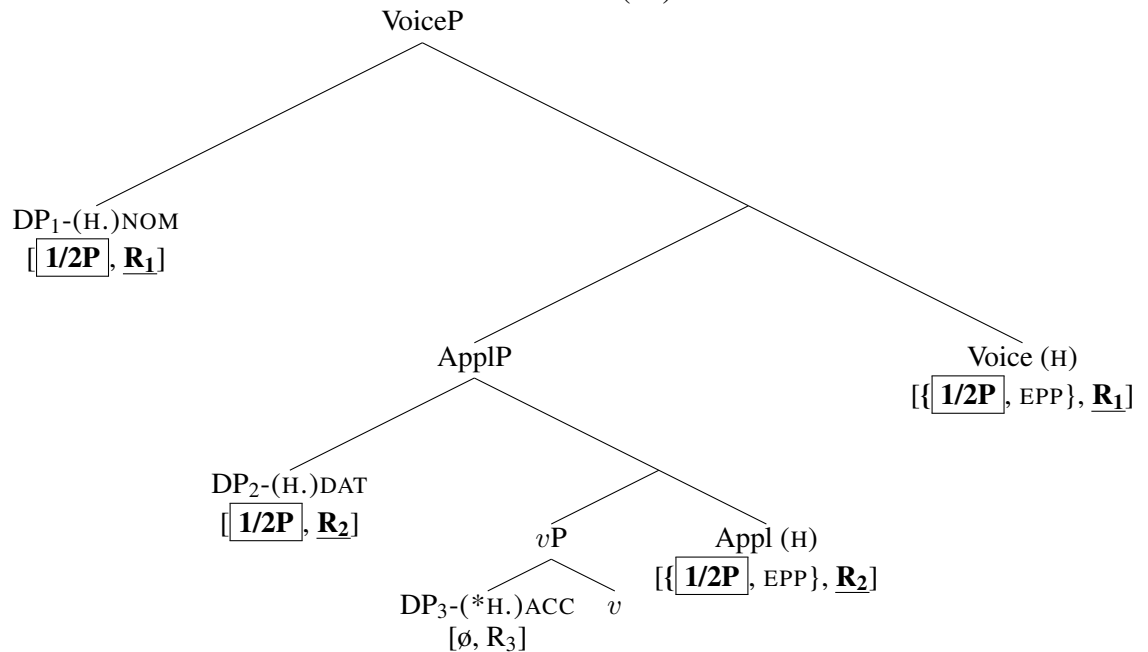 VoiceP
DP₁-(H.)NOM
[1/2P, R₁]
ApplP
Voice (H)
[{1/2P, EPP}, R₁]
DP₂-(H.)DAT
[1/2P, R₂]
vP
Appl (H)
[{1/2P, EPP}, R₂]
DP₃-(*H.)ACC
v
[ø, R₃]